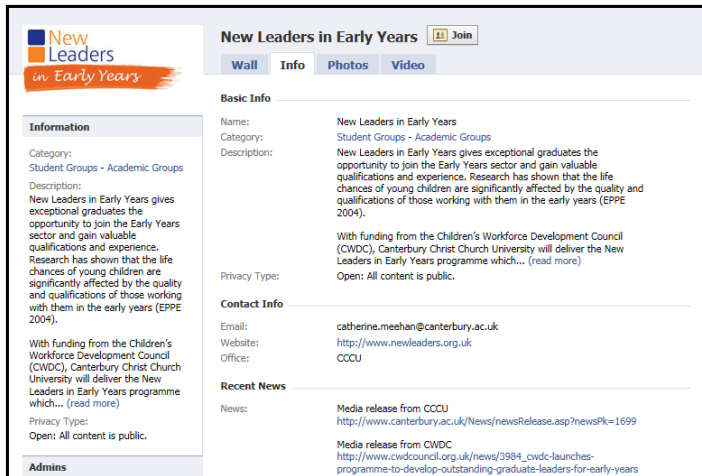 New
Leaders
in Early Years
Information
Category:
Student Groups - Academic Groups
Description:
New Leaders in Early Years gives
exceptional graduates the
opportunity to join the Early Years
sector and gain valuable
qualifications and experience.
Research has shown that the life
chances of young children are
significantly affected by the quality
and qualifications of those working
with them in the early years (EPPE
2004).
With funding from the Children's
Workforce Development Council
(CWDC), Canterbury Christ Church
University will deliver the New
Leaders in Early Years programme
which... (read more)
Privacy Type:
Open: All content is public.
Admins
New Leaders in Early Years Join
Wall Info Photos Video
Basic Info
Name: New Leaders in Early Years
Category: Student Groups - Academic Groups
Description: New Leaders in Early Years gives exceptional graduates the
opportunity to join the Early Years sector and gain valuable
qualifications and experience. Research has shown that the life
chances of young children are significantly affected by the quality and
qualifications of those working with them in the early years (EPPE
2004).
With funding from the Children's Workforce Development Council
(CWDC), Canterbury Christ Church University will deliver the New
Leaders in Early Years programme which... (read more)
Privacy Type: Open: All content is public.
Contact Info
Email: catherine.meehan@canterbury.ac.uk
Website: http://www.newleaders.org.uk
Office: CCCU
Recent News
News: Media release from CCCU
http://www.canterbury.ac.uk/News/newsRelease.asp?newsPk=1699
Media release from CWDC
http://www.cwdcouncil.org.uk/news/3984_cwdc-launches-
programme-to-develop-outstanding-graduate-leaders-for-early-years